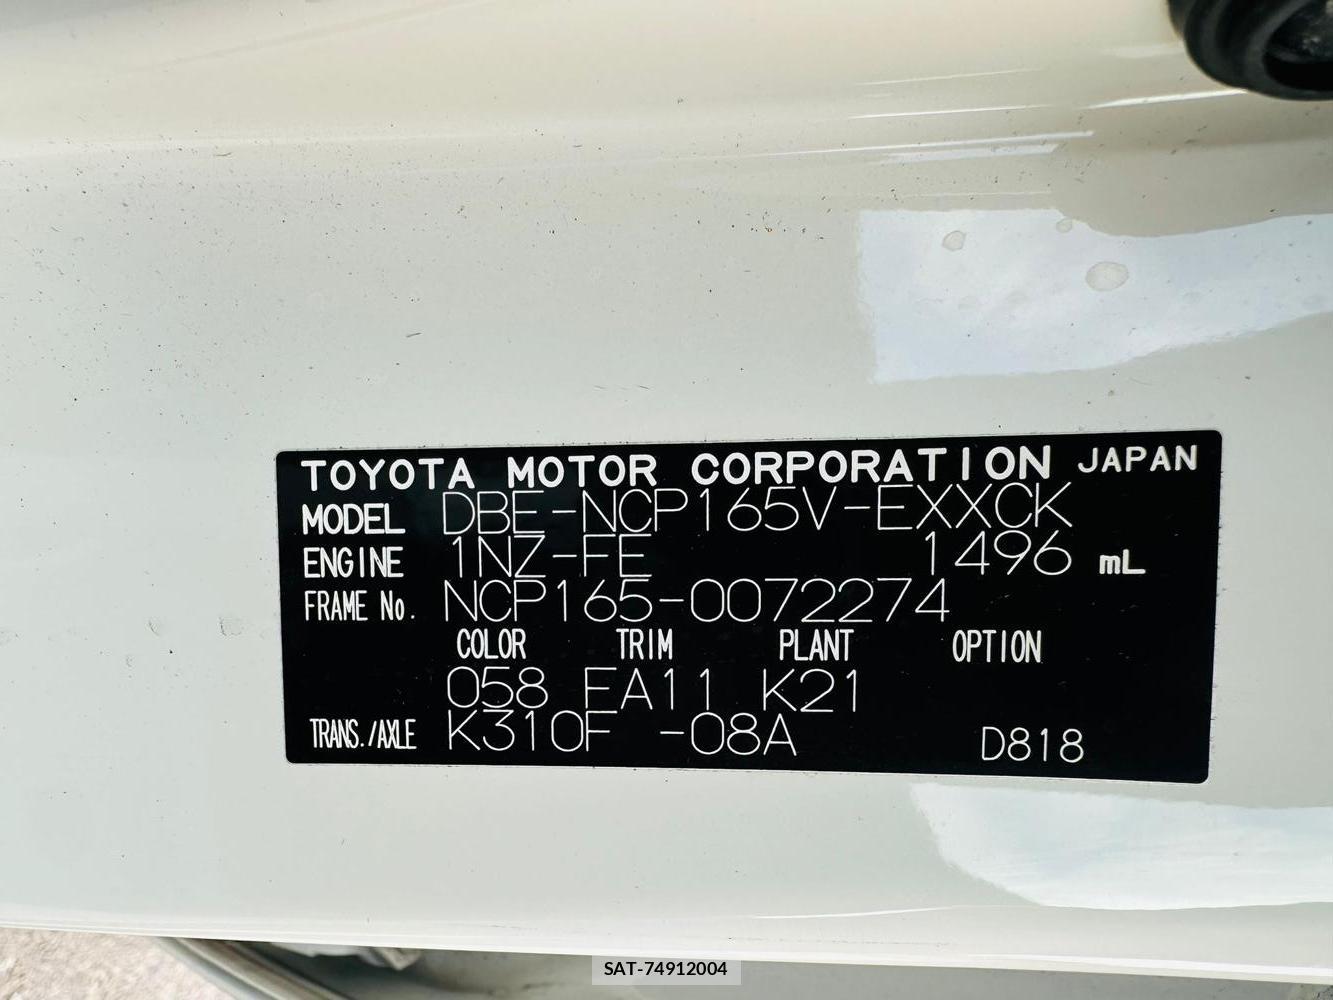 TOYOTA MOTOR CORPORATION JAPAN
MODEL DBE-NCP165V-EXXCK
ENGINE 1NZ-FE 1496 mL
FRAME No. NCP165-0072274
COLOR TRIM PLANT OPTION
058 EA11 K21
TRANS./AXLE K310F -08A D818
SAT-74912004